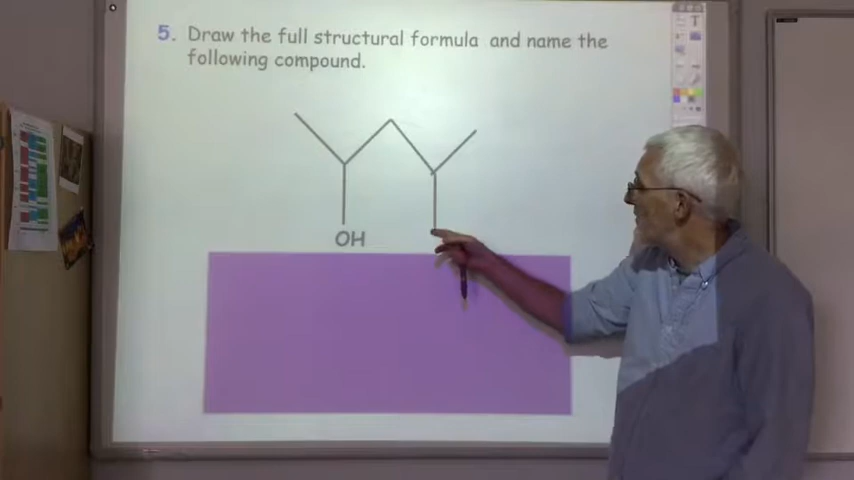 5. Draw the full structural formula and name the
following compound.
OH